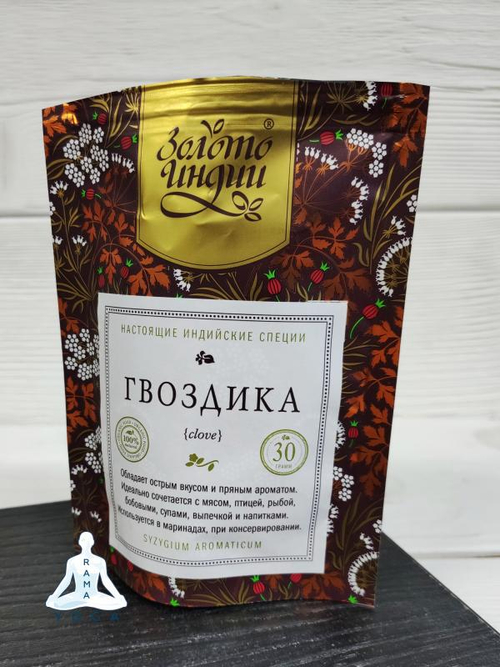 Золото ®
индии
НАСТОЯЩИЕ ИНДИЙСКИЕ СПЕЦИИ
ГВОЗДИКА
{clove}
100%
30
ГРАММ
Обладает острым вкусом и пряным ароматом.
Идеально сочетается с мясом, птицей, рыбой,
бобовыми, супами, выпечкой и напитками.
Используется в маринадах, при консервировании.
SYZYGIUM AROMATICUM
RAMA
YOGA